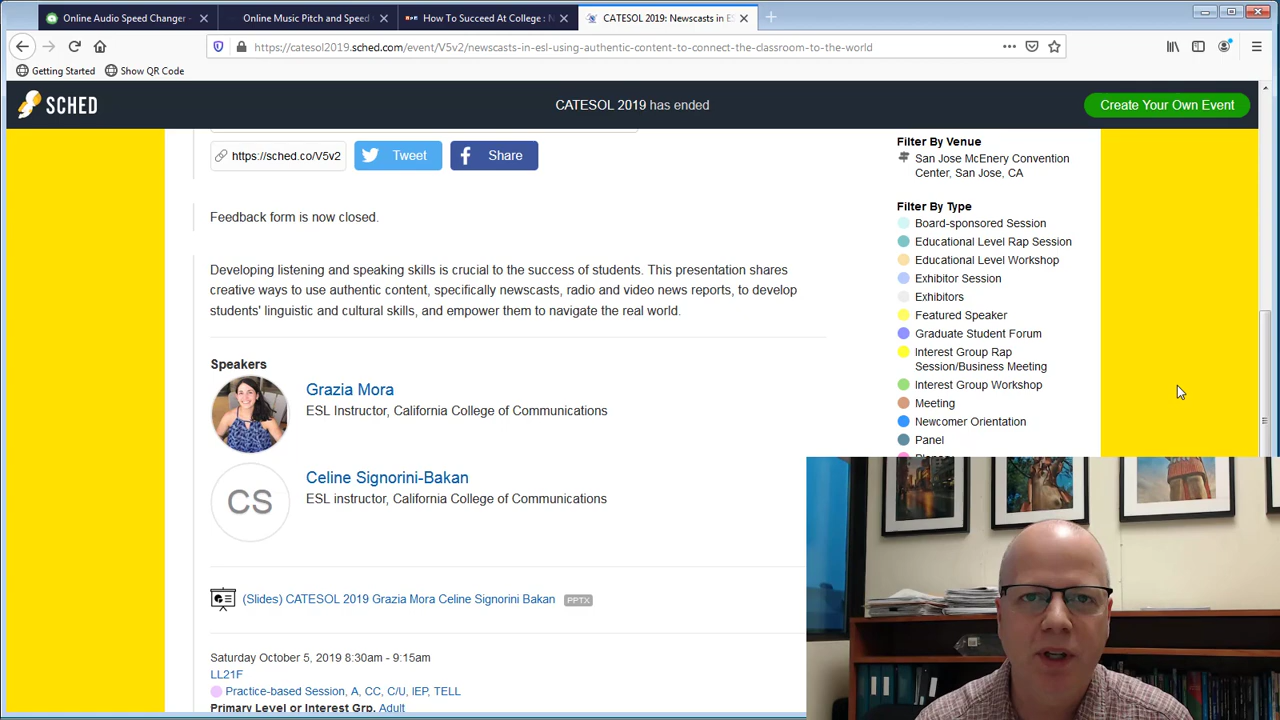 Online Audio Speed Changer -
Online Music Pitch and Speed
How To Succeed At College : N
CATESOL 2019: Newscasts in ES
https://catesol2019.sched.com/event/V5v2/newscasts-in-esl-using-authentic-content-to-connect-the-classroom-to-the-world
Getting Started
Show QR Code
SCHED
CATESOL 2019 has ended
Create Your Own Event
https://sched.co/V5v2
Tweet
Share
Feedback form is now closed.
Developing listening and speaking skills is crucial to the success of students. This presentation shares
creative ways to use authentic content, specifically newscasts, radio and video news reports, to develop
students' linguistic and cultural skills, and empower them to navigate the real world.
Speakers
Grazia Mora
ESL Instructor, California College of Communications
CS
Celine Signorini-Bakan
ESL instructor, California College of Communications
(Slides) CATESOL 2019 Grazia Mora Celine Signorini Bakan PPTX
Saturday October 5, 2019 8:30am - 9:15am
LL21F
Practice-based Session, A, CC, C/U, IEP, TELL
Primary Level or Interest Grp. Adult
Filter By Venue
San Jose McEnery Convention
Center, San Jose, CA
Filter By Type
Board-sponsored Session
Educational Level Rap Session
Educational Level Workshop
Exhibitor Session
Exhibitors
Featured Speaker
Graduate Student Forum
Interest Group Rap
Session/Business Meeting
Interest Group Workshop
Meeting
Newcomer Orientation
Panel